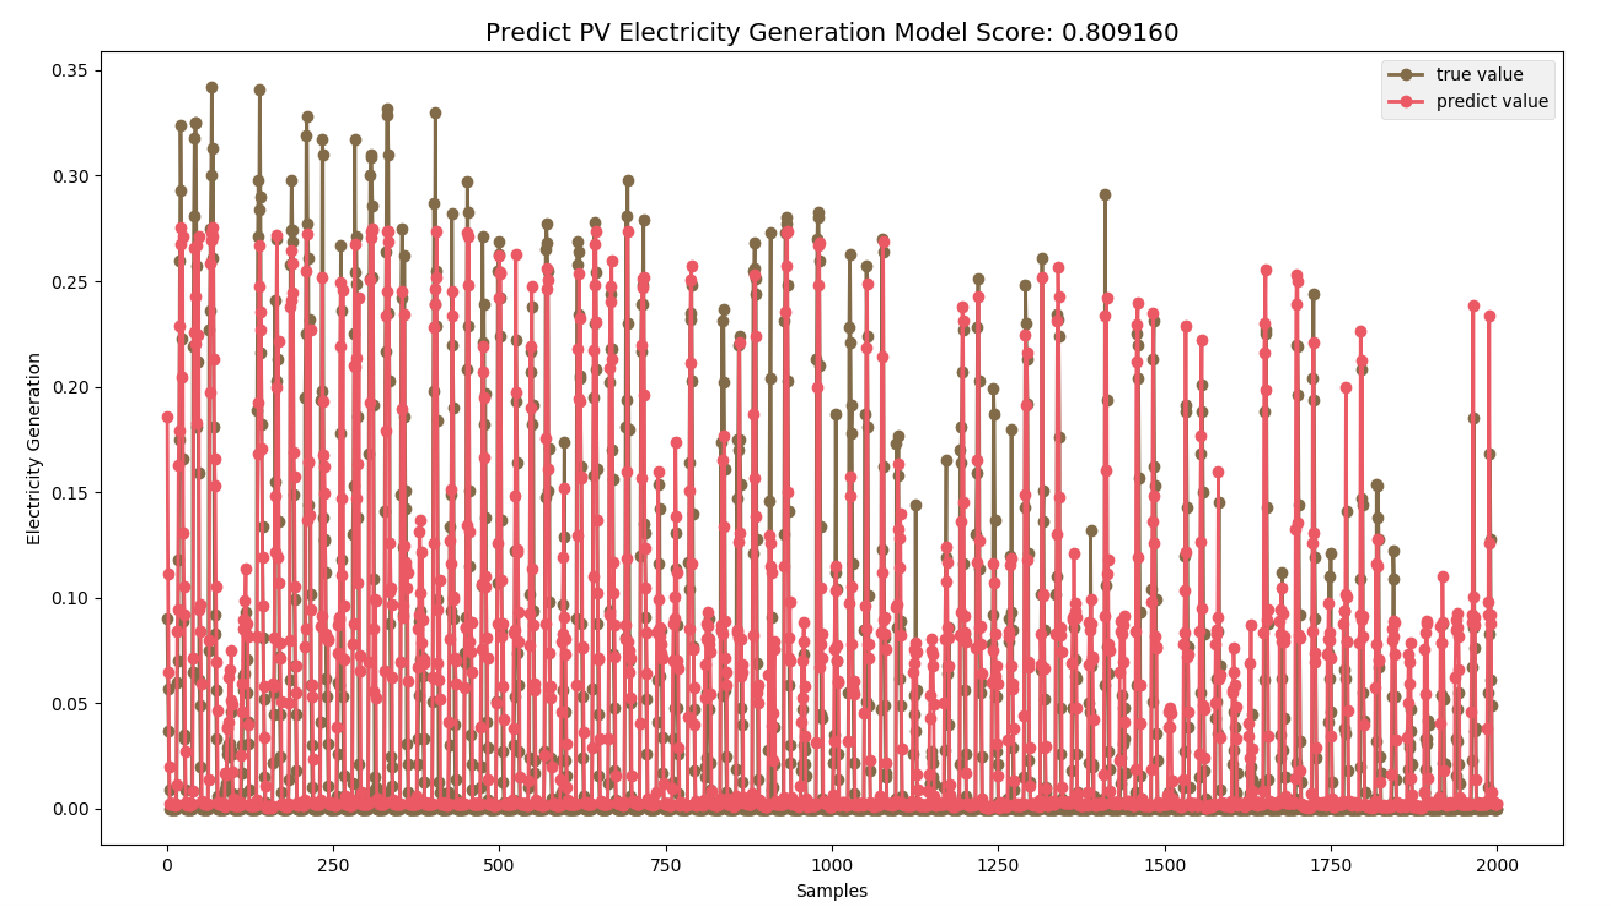 Predict PV Electricity Generation Model Score: 0.809160
true value
predict value
Electricity Generation
0.35
0.30
0.25
0.20
0.15
0.10
0.05
0.00
0 250 500 750 1000 1250 1500 1750 2000
Samples